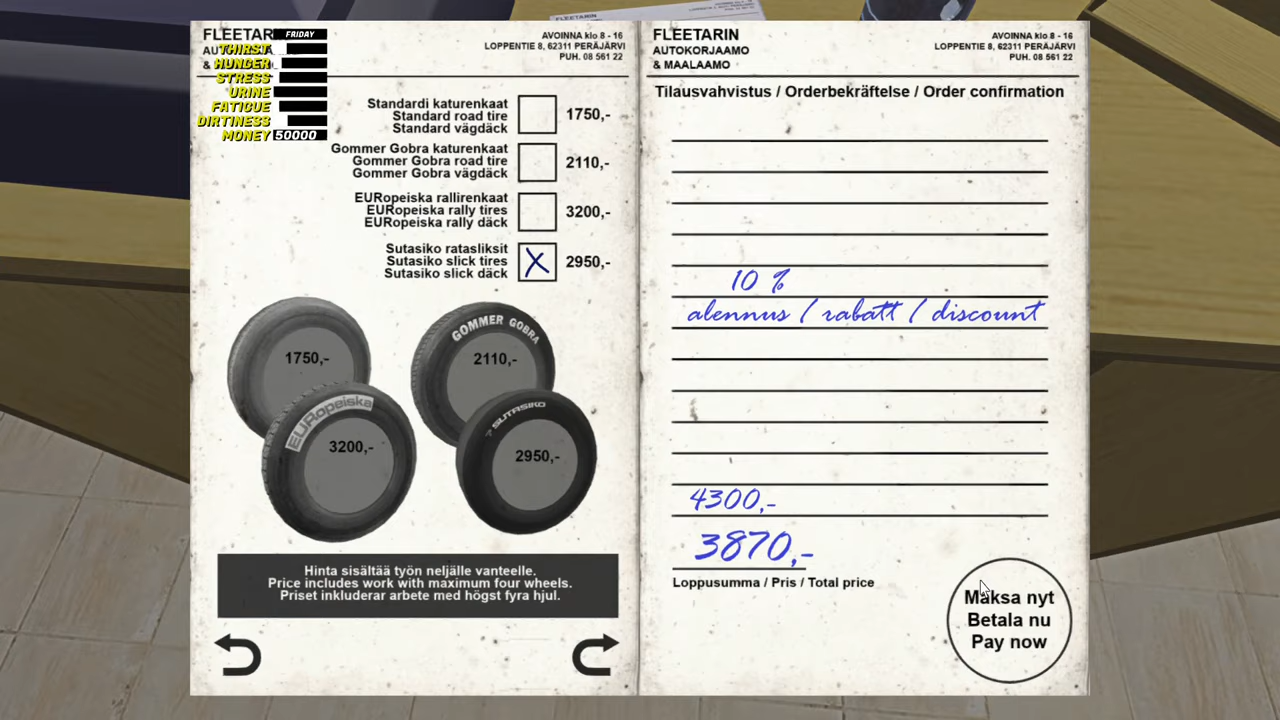 FLEETARIN
FLEETAR
FRIDAY
AVOINNA klo 8 - 16
THIRST
LOPPENTIE 8, 62311 PERÄJÄRVI
HUNGER
PUH. 08 561 22
STRESS
URINE
FATIGUE
DIRTINESS
MONEY 50000
Standardi katurenkaat
Standard road tire
Standard vägdäck
1750,-
Gommer Gobra katurenkaat
Gommer Gobra road tire
Gommer Gobra vägdäck
2110,-
EURopeiska rallirenkaat
EURopeiska rally tires
EURopeiska rally däck
3200,-
Sutasiko ratasliksit
Sutasiko slick tires
Sutasiko slick däck
X
2950,-
1750,-
GOMMER GOBRA
2110,-
EURopeiska
3200,-
SUTASIKO
2950,-
Hinta sisältää työn neljälle vanteelle.
Price includes work with maximum four wheels.
Priset inkluderar arbete med högst fyra hjul.
FLEETARIN
AUTOKORJAAMO
& MAALAAMO
AVOINNA klo 8 - 16
LOPPENTIE 8, 62311 PERÄJÄRVI
PUH. 08 561 22
Tilausvahvistus / Orderbekräftelse / Order confirmation
10 %
alennus / rabatt / discount
4300,-
3870,-
Loppusumma / Pris / Total price
Maksa nyt
Betala nu
Pay now